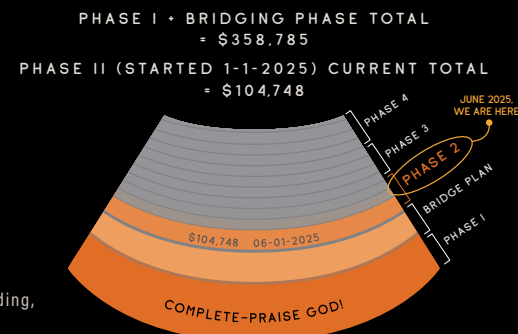 PHASE I + BRIDGING PHASE TOTAL
= $358,785
PHASE II (STARTED 1-1-2025) CURRENT TOTAL
= $104,748
JUNE 2025,
WE ARE HERE
PHASE 4
PHASE 3
PHASE 2
BRIDGE PLAN
PHASE I
$104,748 06-01-2025
COMPLETE-PRAISE GOD!
ding,